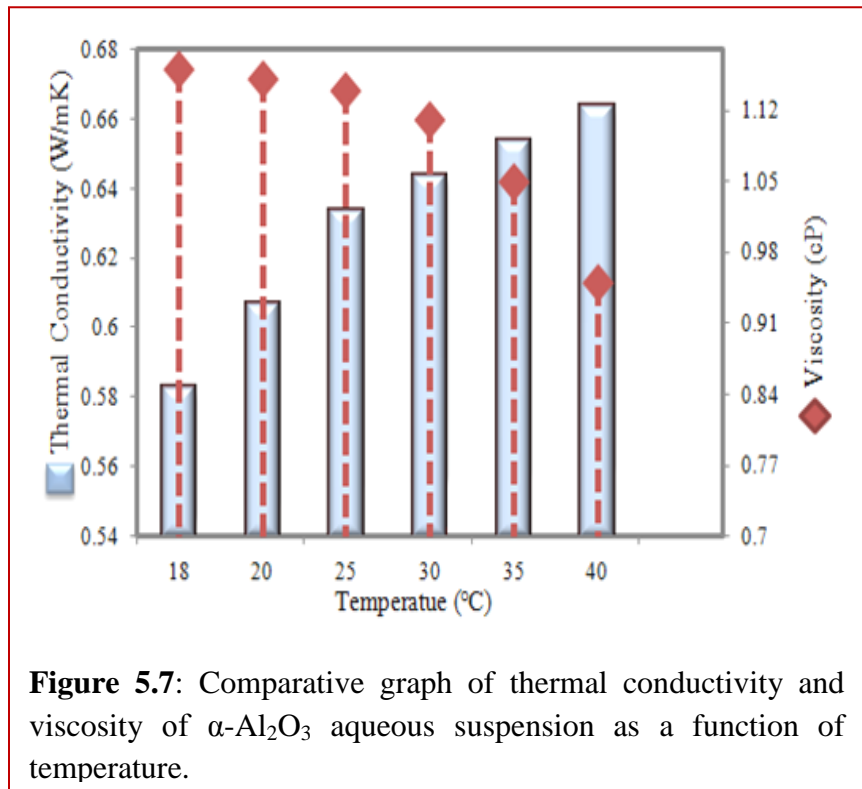 Thermal Conductivity (W/mK)
0.68
0.66
0.64
0.62
0.6
0.58
0.56
0.54
1.12
1.05
0.98
0.91
0.84
0.77
0.7
Viscosity (cP)
18 20 25 30 35 40
Temperatue (°C)
Figure 5.7: Comparative graph of thermal conductivity and
viscosity of α-Al₂O₃ aqueous suspension as a function of
temperature.